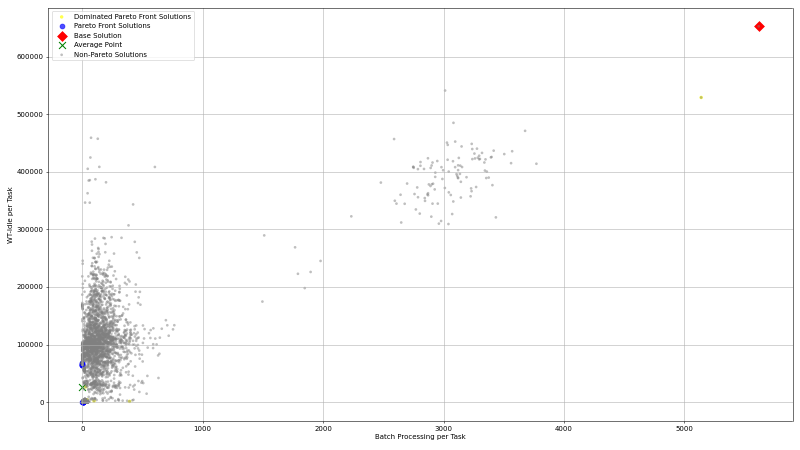 Dominated Pareto Front Solutions
Pareto Front Solutions
Base Solution
Average Point
Non-Pareto Solutions
600000
500000
400000
300000
200000
100000
0
WT-Idle per Task
0 1000 2000 3000 4000 5000
Batch Processing per Task